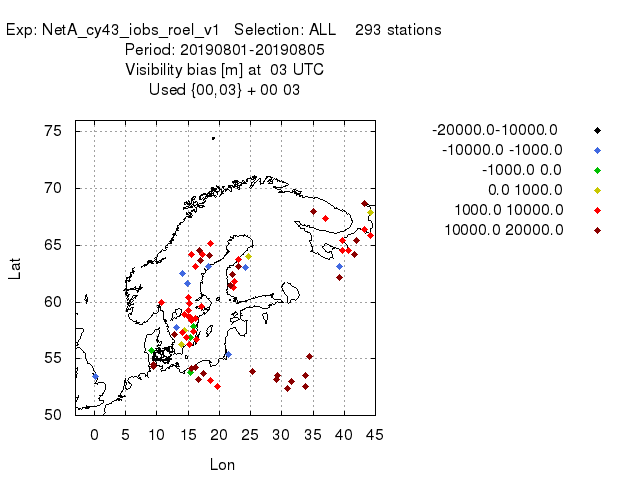 Exp: NetA_cy43_iobs_roel_v1   Selection: ALL    293 stations
Period: 20190801-20190805
Visibility bias [m] at  03 UTC
Used {00,03} + 00 03
-20000.0-10000.0
-10000.0 -1000.0
-1000.0 0.0
0.0 1000.0
1000.0 10000.0
10000.0 20000.0
75
70
65
60
55
50
Lat
0 5 10 15 20 25 30 35 40 45
Lon